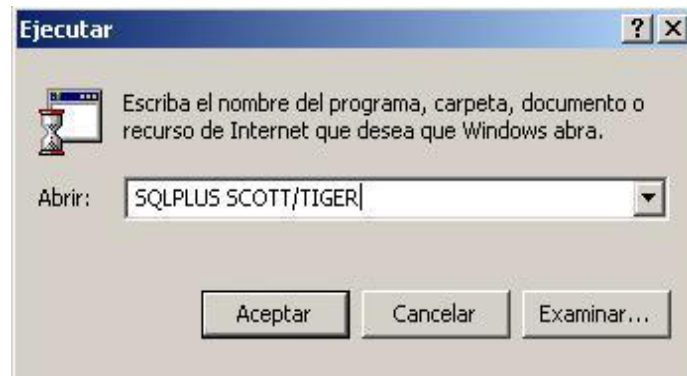 Ejecutar
Escriba el nombre del programa, carpeta, documento o
recurso de Internet que desea que Windows abra.
Abrir: SQLPLUS SCOTT/TIGER
Aceptar Cancelar Examinar...